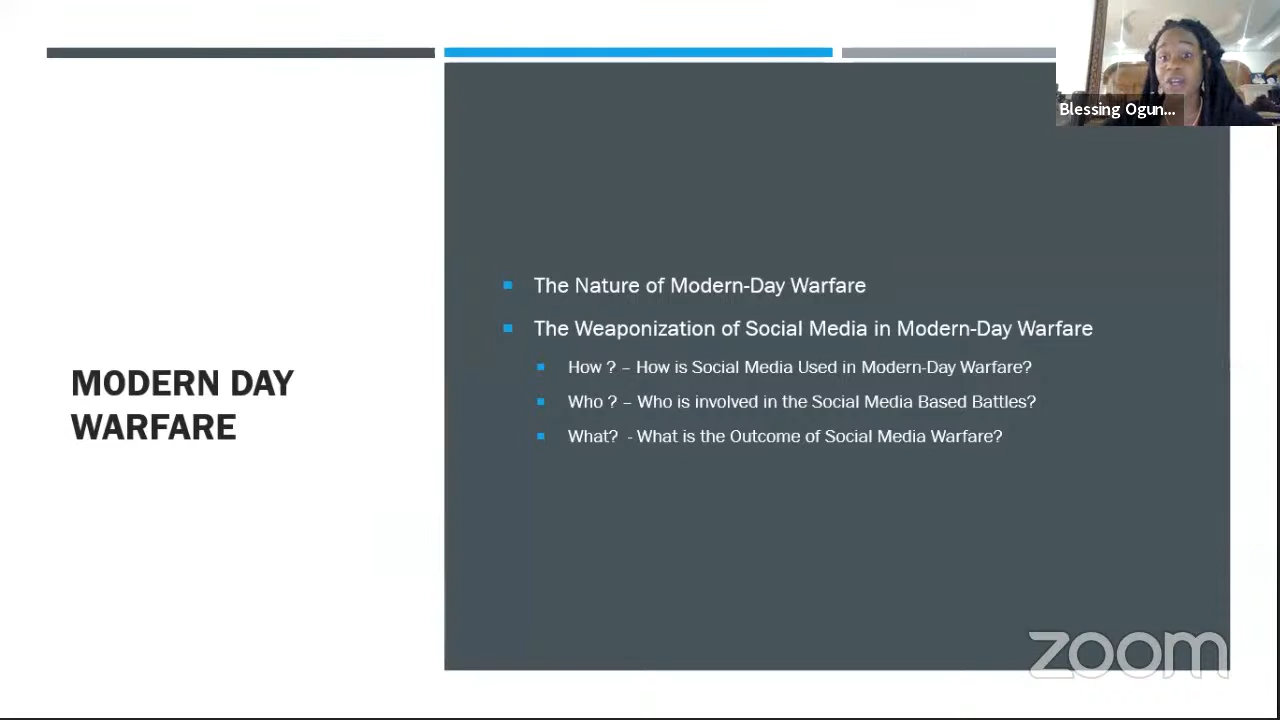 Blessing Ogun...
MODERN DAY
WARFARE
The Nature of Modern-Day Warfare
The Weaponization of Social Media in Modern-Day Warfare
How ? – How is Social Media Used in Modern-Day Warfare?
Who ? – Who is involved in the Social Media Based Battles?
What? - What is the Outcome of Social Media Warfare?
zoom